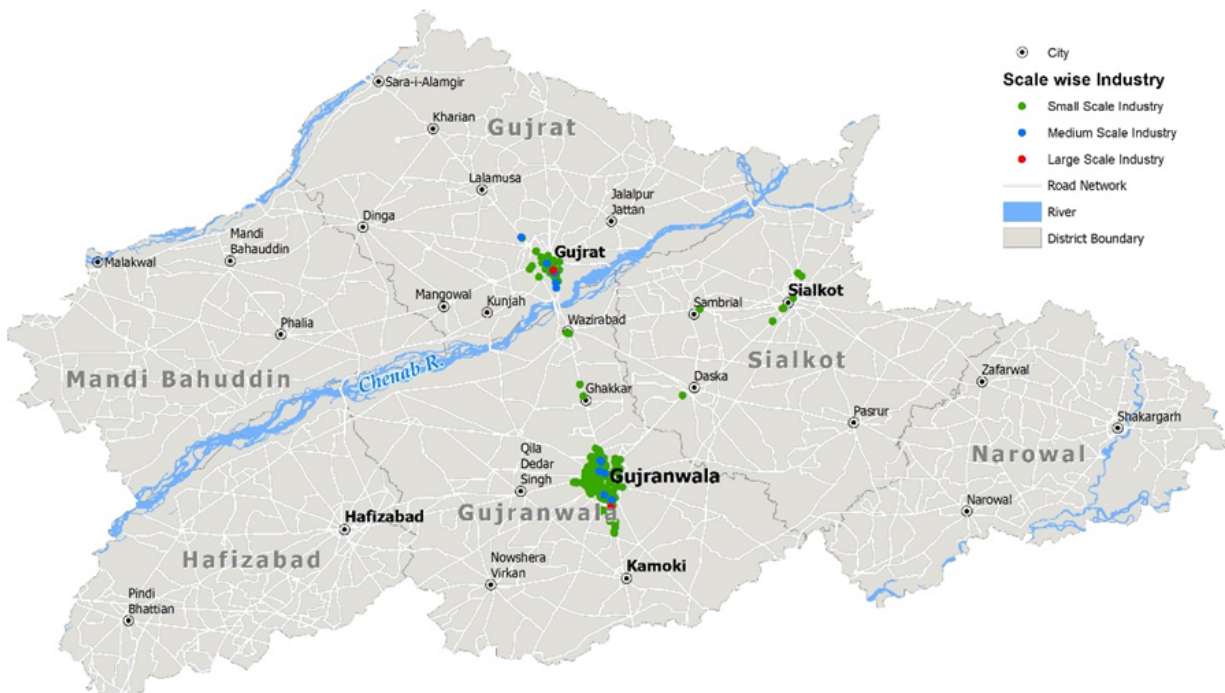 City
Scale wise Industry
Small Scale Industry
Medium Scale Industry
Large Scale Industry
Road Network
River
District Boundary
Sara-i-Alamgir
Kharian
Gujrat
Lalamusa
Jalalpur
Jattan
Dinga
Mandi
Bahauddin
Malakwal
Gujrat
Mangowal
Kunjah
Sialkot
Sambrial
Wazirabad
Phalia
Mandi Bahuddin
Chenab R.
Sialkot
Zafarwal
Ghakkar
Daska
Pasrur
Shakargarh
Narowal
Qila
Dedar
Singh
Gujranwala
Gujranwala
Narowal
Hafizabad
Hafizabad
Nowshera
Virkan
Kamoki
Pindi
Bhattian